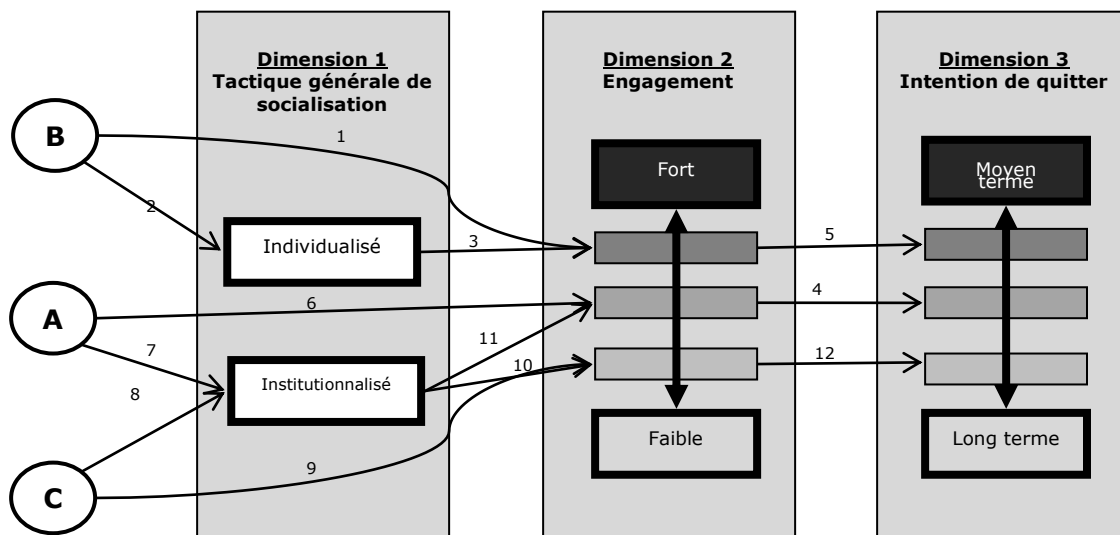 Dimension 1
Tactique générale de
socialisation
Dimension 2
Engagement
Dimension 3
Intention de quitter
B
1
Fort
Moyen
terme
2
Individualisé
3
5
A
6
4
7
11
8
Institutionnalisé
10
12
Faible
Long terme
C
9